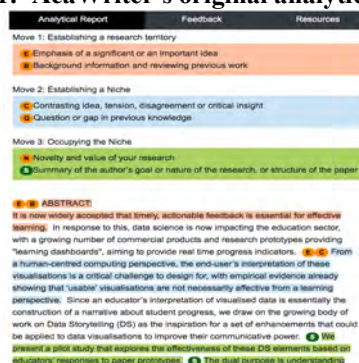 1: AcaWriter's original analytic
Analytical Report Feedback Resources
Move 1: Establishing a research territory
E Emphasis of a significant or an important idea
B Background information and reviewing previous work
Move 2: Establishing a Niche
C Contrasting idea, tension, disagreement or critical insight
Q Question or gap in previous knowledge
Move 3: Occupying the Niche
N Novelty and value of your research
S Summary of the author's goal or nature of the research, or structure of the paper
E B ABSTRACT:
It is now widely accepted that timely, actionable feedback is essential for effective
learning. In response to this, data science is now impacting the education sector,
with a growing number of commercial products and research prototypes providing
"learning dashboards", aiming to provide real time progress indicators. E C From
a human-centred computing perspective, the end-user's interpretation of these
visualisations is a critical challenge to design for, with empirical evidence already
showing that 'usable' visualisations are not necessarily effective from a learning
perspective. Since an educator's interpretation of visualised data is essentially the
construction of a narrative about student progress, we draw on the growing body of
work on Data Storytelling (DS) as the inspiration for a set of enhancements that could
be applied to data visualisations to improve their communicative power. S We
present a pilot study that explores the effectiveness of these DS elements based on
educators' responses to paper prototypes. S The dual purpose is understanding